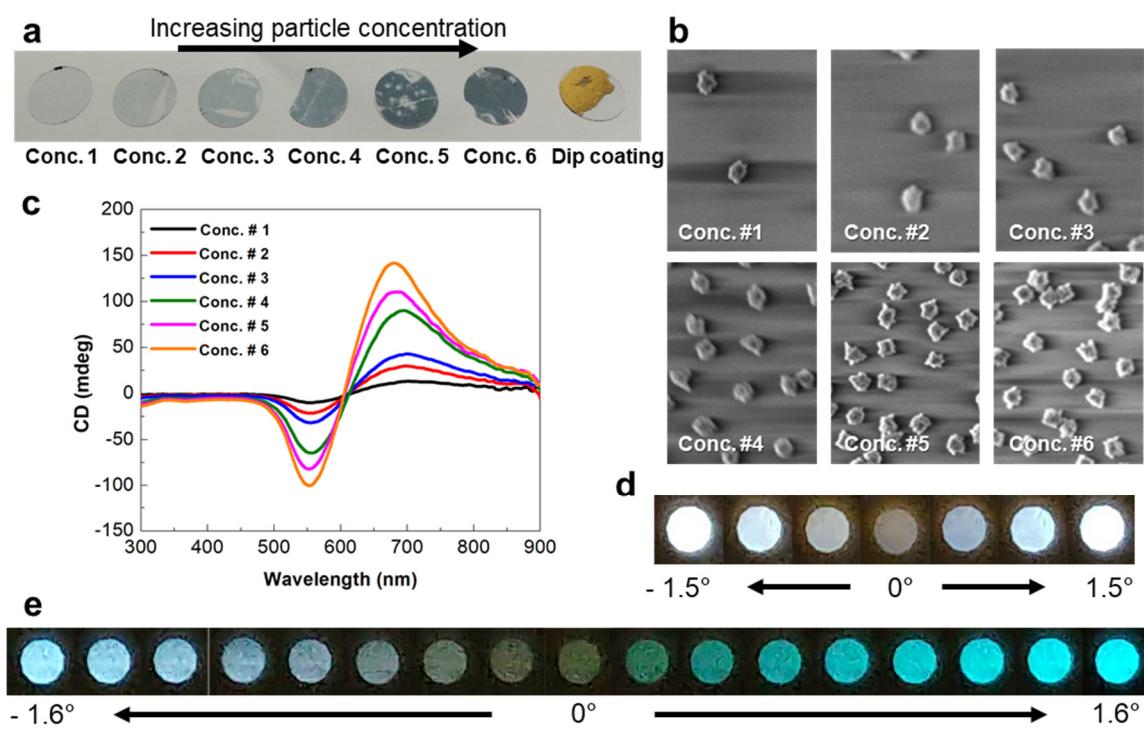 a
Increasing particle concentration
Conc. 1 Conc. 2 Conc. 3 Conc. 4 Conc. 5 Conc. 6 Dip coating
b
Conc. #1 Conc. #2 Conc. #3
Conc. #4 Conc. #5 Conc. #6
c
CD (mdeg)
200
150
100
50
0
-50
-100
-150
Conc. # 1
Conc. # 2
Conc. # 3
Conc. # 4
Conc. # 5
Conc. # 6
300 400 500 600 700 800 900
Wavelength (nm)
d
- 1.5° 0° 1.5°
e
- 1.6° 0° 1.6°